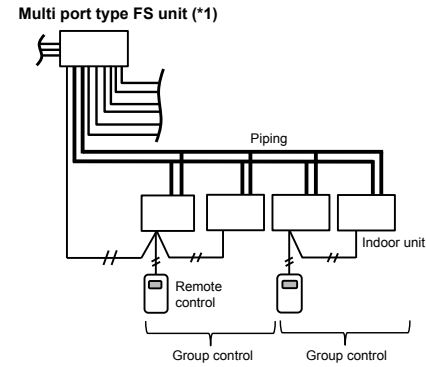 Multi port type FS unit (*1)
Piping
Indoor unit
Remote
control
Group control
Group control